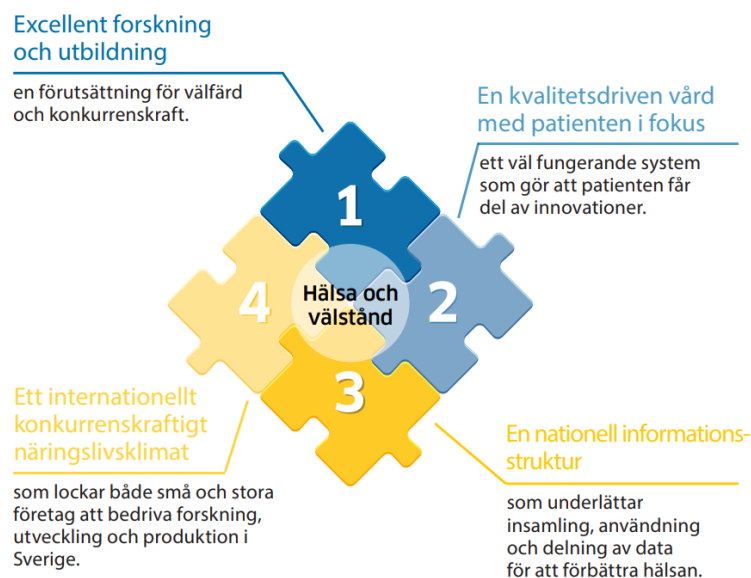 Excellent forskning
och utbildning
en förutsättning för välfärd
och konkurrenskraft.
En kvalitetsdriven vård
med patienten i fokus
ett väl fungerande system
som gör att patienten får
del av innovationer.
1
4
Hälsa och
välstånd
2
3
Ett internationellt
konkurrenskraftigt
näringslivsklimat
som lockar både små och stora
företag att bedriva forskning,
utveckling och produktion i
Sverige.
En nationell informations-
struktur
som underlättar
insamling, användning
och delning av data
för att förbättra hälsan.